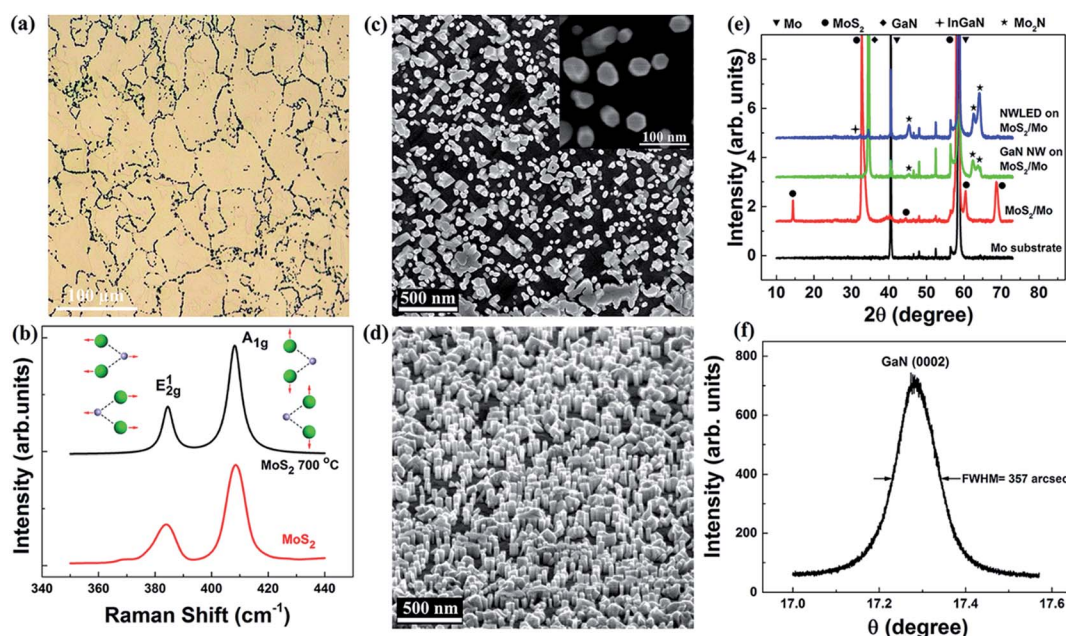 (a)
100 μm
(b)
Intensity (arb.units)
E¹₂g
A₁g
MoS₂ 700 °C
MoS₂
340 360 380 400 420 440
Raman Shift (cm⁻¹)
(c)
100 nm
500 nm
(d)
500 nm
(e)
▼ Mo ● MoS₂ ◆ GaN + InGaN ★ Mo₂N
Intensity (arb. units)
8
6
4
2
0
NWLED on
MoS₂/Mo
GaN NW on
MoS₂/Mo
MoS₂/Mo
Mo substrate
10 20 30 40 50 60 70 80
2θ (degree)
(f)
Intensity (arb. units)
800
600
400
200
0
GaN (0002)
FWHM= 357 arcsec
17.0 17.2 17.4 17.6
θ (degree)